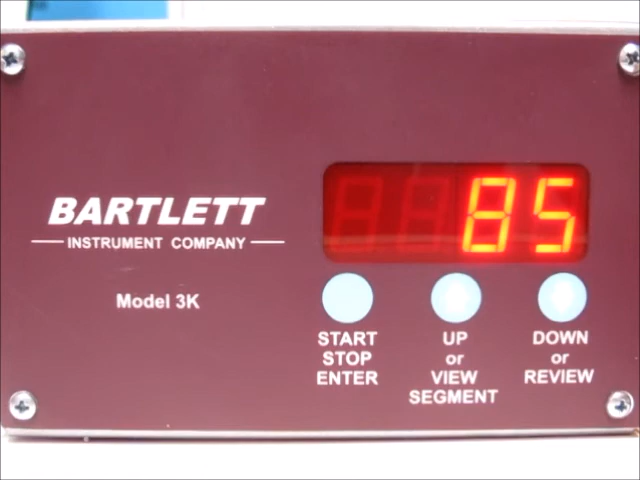 BARTLETT
INSTRUMENT COMPANY
Model 3K
85
START
STOP
ENTER
UP
or
VIEW
SEGMENT
DOWN
or
REVIEW